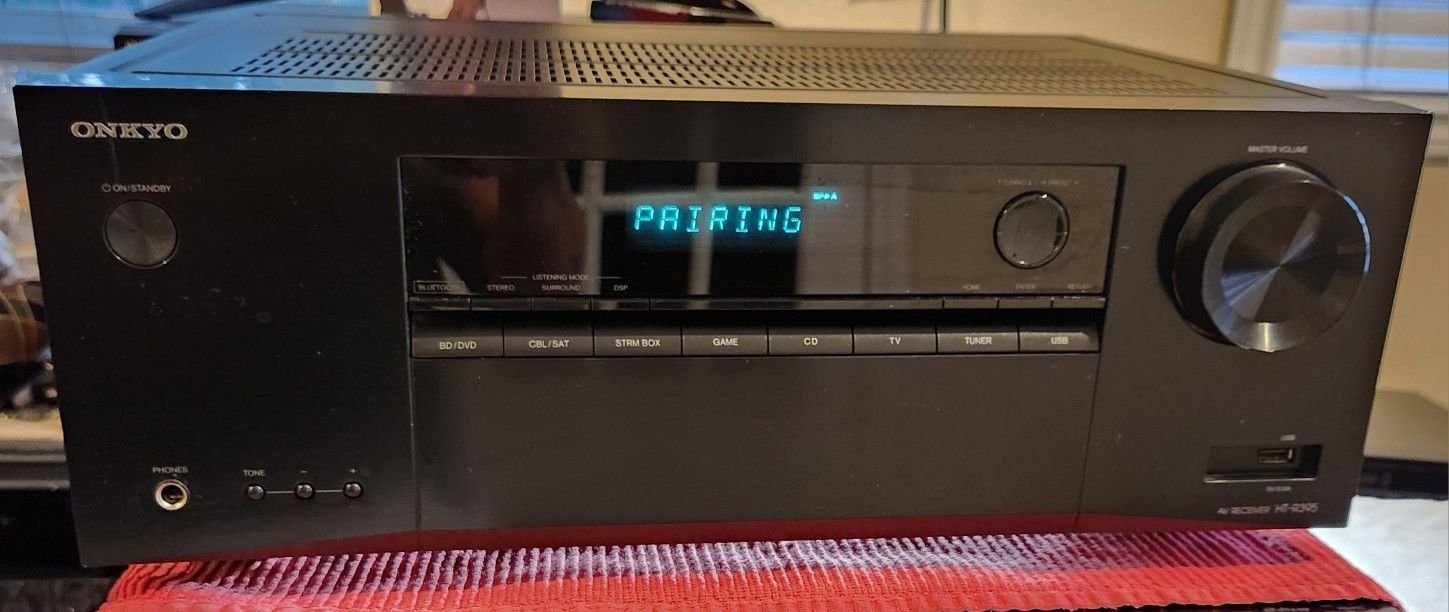 ONKYO
MASTER VOLUME
ON/STANDBY
PAIRING
LISTENING MODE
BLUETOOTH
STEREO
SURROUND
DSP
HOME
ENTER
RETURN
BD/DVD
CBL/SAT
STRM BOX
GAME
CD
TV
TUNER
USB
USB
PHONES
TONE
−
+
AV RECEIVER HT-R395